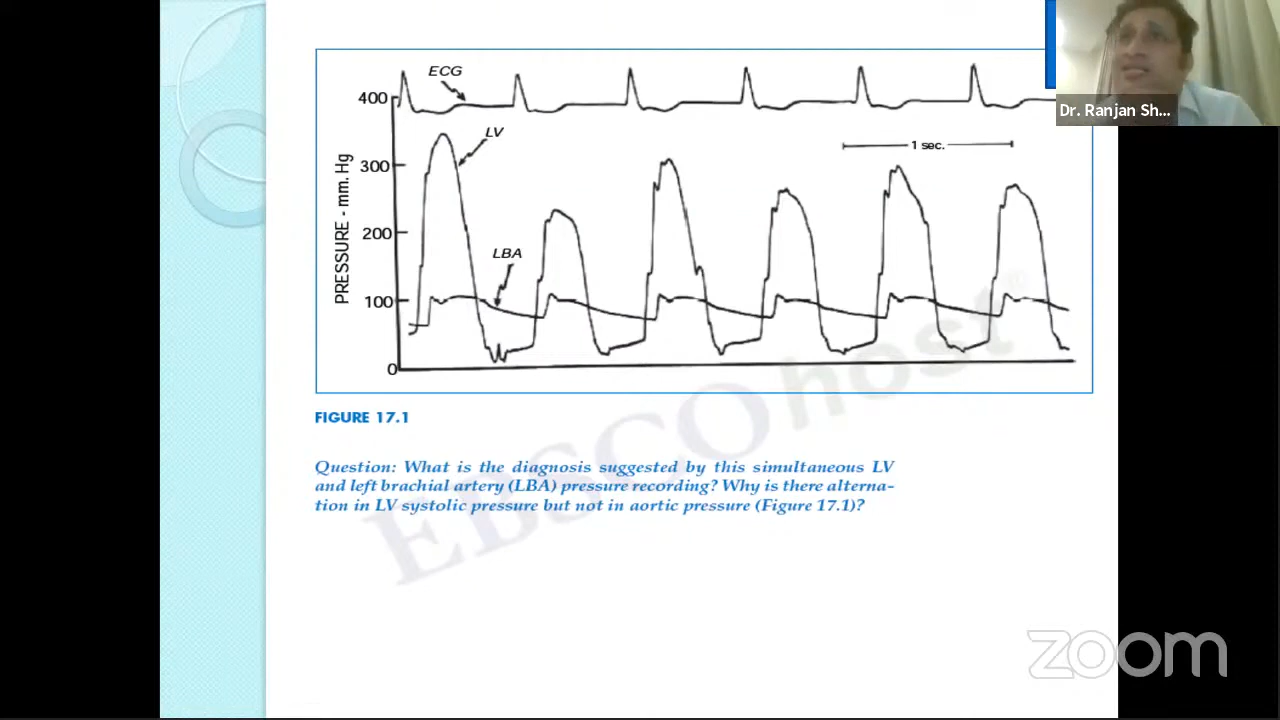 ECG
400
LV
Dr. Ranjan Sh...
1 sec.
300
PRESSURE - mm. Hg
200
LBA
100
0
EBSCOhost®
FIGURE 17.1
Question: What is the diagnosis suggested by this simultaneous LV
and left brachial artery (LBA) pressure recording? Why is there alterna-
tion in LV systolic pressure but not in aortic pressure (Figure 17.1)?
zoom